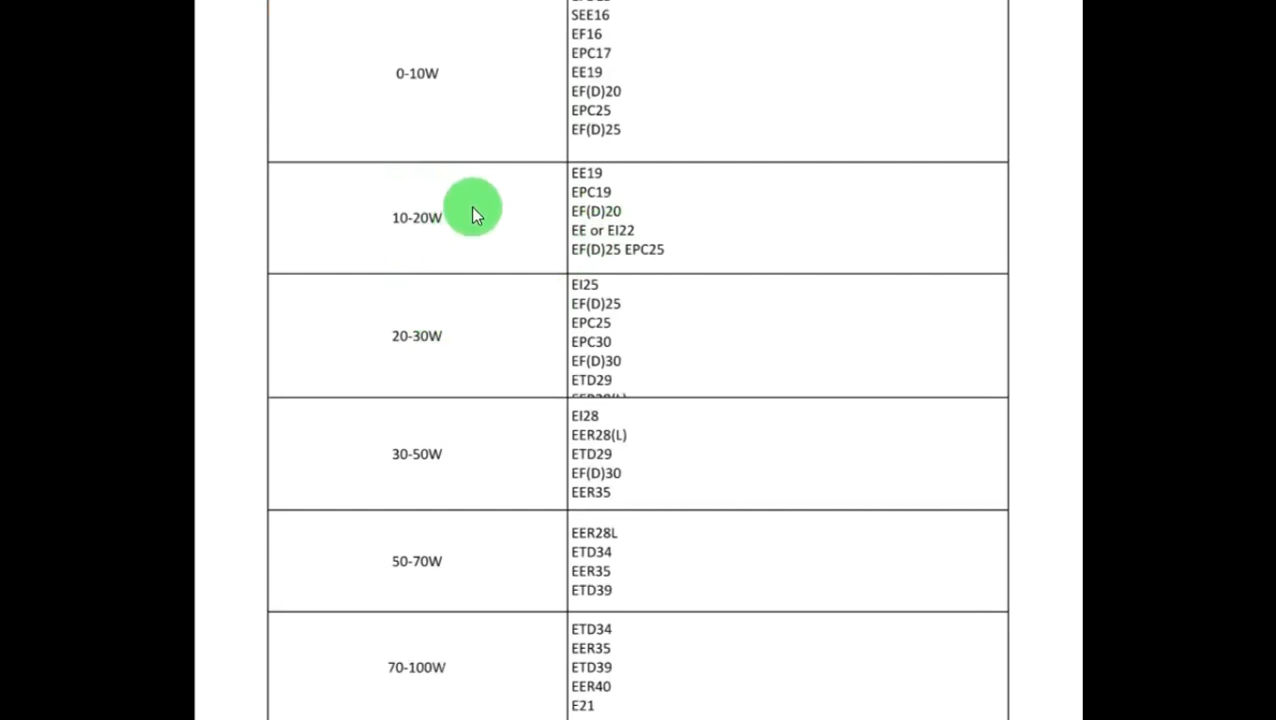 0-10W
SEE16
EF16
EPC17
EE19
EF(D)20
EPC25
EF(D)25
10-20W
EE19
EPC19
EF(D)20
EE or EI22
EF(D)25 EPC25
20-30W
EI25
EF(D)25
EPC25
EPC30
EF(D)30
ETD29
30-50W
EI28
EER28(L)
ETD29
EF(D)30
EER35
50-70W
EER28L
ETD34
EER35
ETD39
70-100W
ETD34
EER35
ETD39
EER40
E21